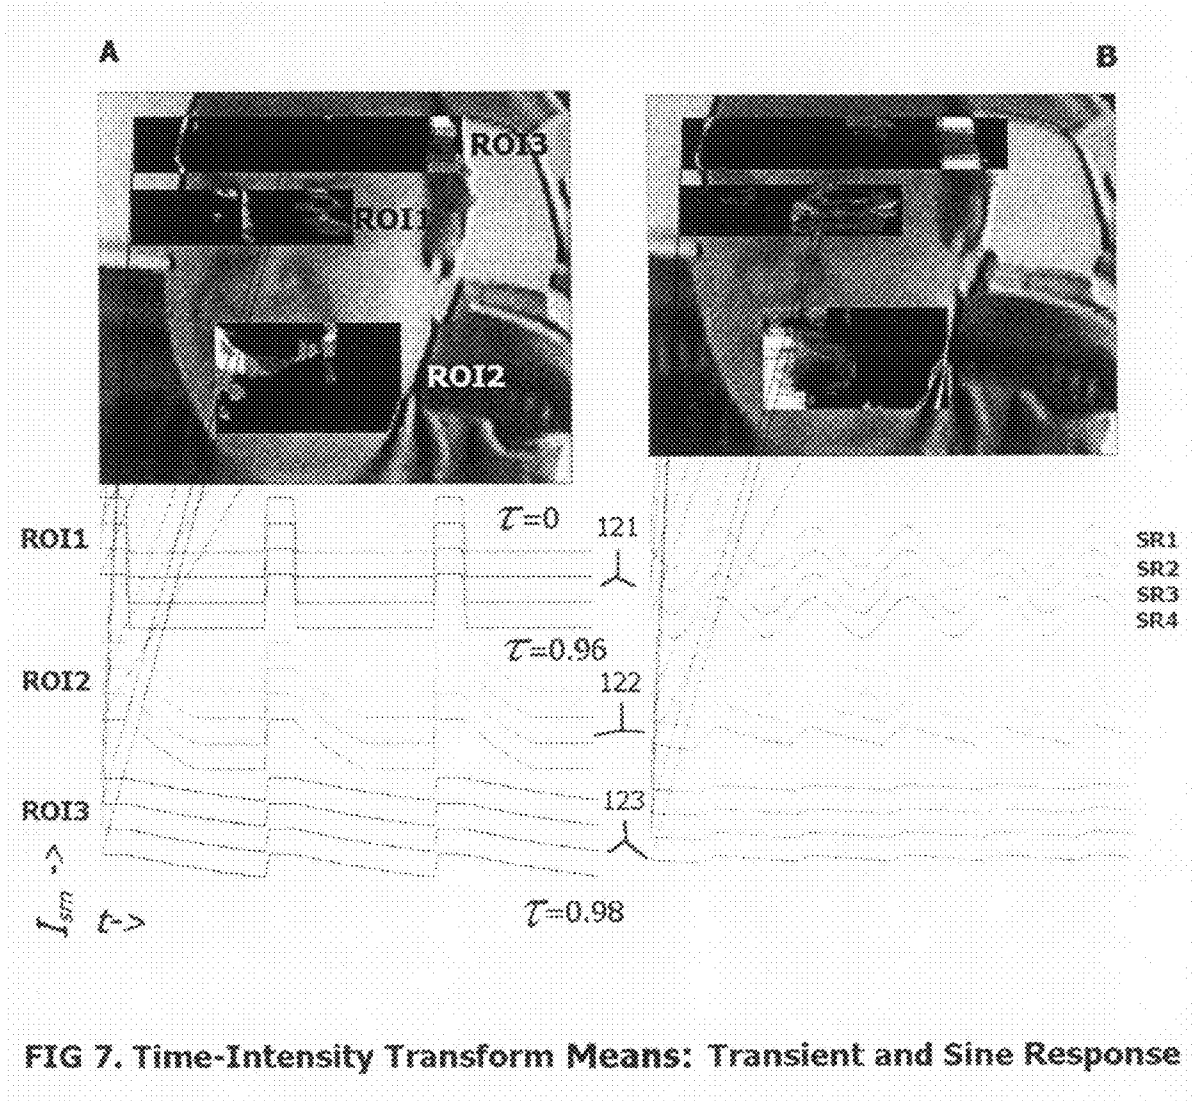 A
B
ROI3
ROI1
ROI2
τ=0
ROI1
121
SR1
SR2
SR3
SR4
τ=0.96
ROI2
122
ROI3
123
I_sm ->
t->
τ=0.98
FIG 7. Time-Intensity Transform Means: Transient and Sine Response